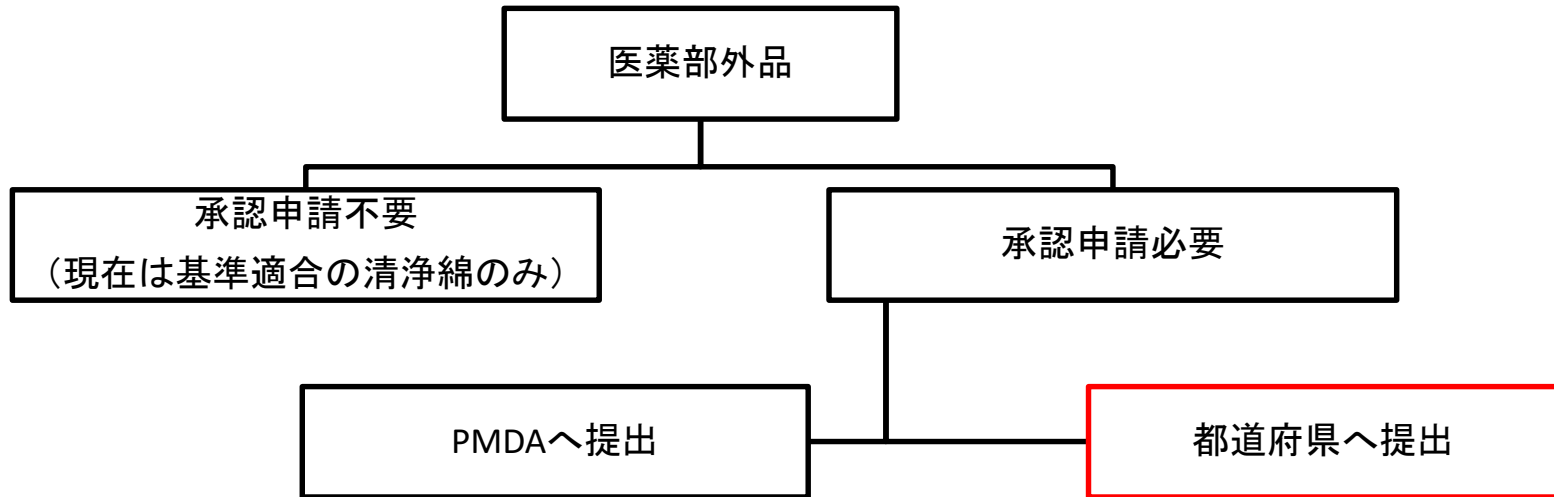 医薬部外品
承認申請不要
（現在は基準適合の清浄綿のみ）
承認申請必要
PMDAへ提出
都道府県へ提出